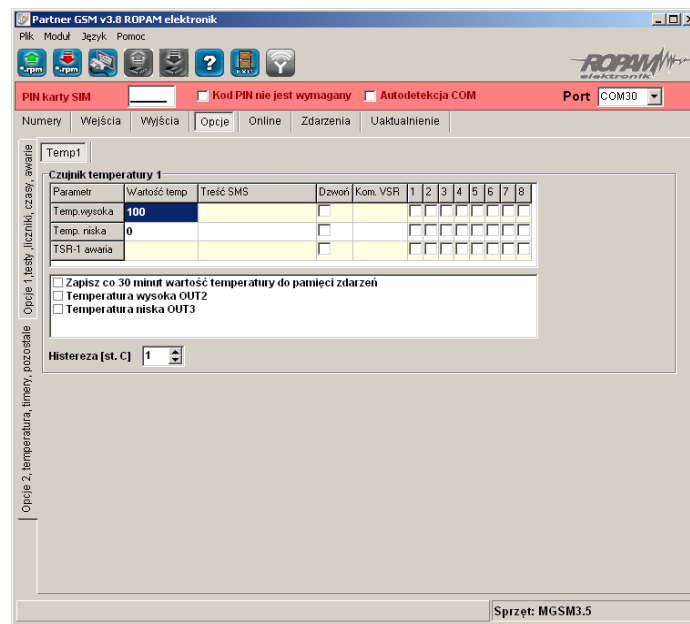 Partner GSM v3.8 ROPAM elektronik
Plik Moduł Język Pomoc
*.rpm *.rpm ? EXIT
ROPAM
elektronik
PIN karty SIM Kod PIN nie jest wymagany Autodetekcja COM Port COM30
Numery Wejścia Wyjścia Opcje Online Zdarzenia Uaktualnienie
Opcje 1,testy ,liczniki, czasy, awarie
Opcje 2, temperatura, timery, pozostałe
Temp1
Czujnik temperatury 1
Parametr Wartość temp Treść SMS Dzwoń Kom. VSR 1 2 3 4 5 6 7 8
Temp.wysoka 100
Temp. niska 0
TSR-1 awaria
Zapisz co 30 minut wartość temperatury do pamięci zdarzeń
Temperatura wysoka OUT2
Temperatura niska OUT3
Histereza [st. C] 1
Sprzęt: MGSM3.5